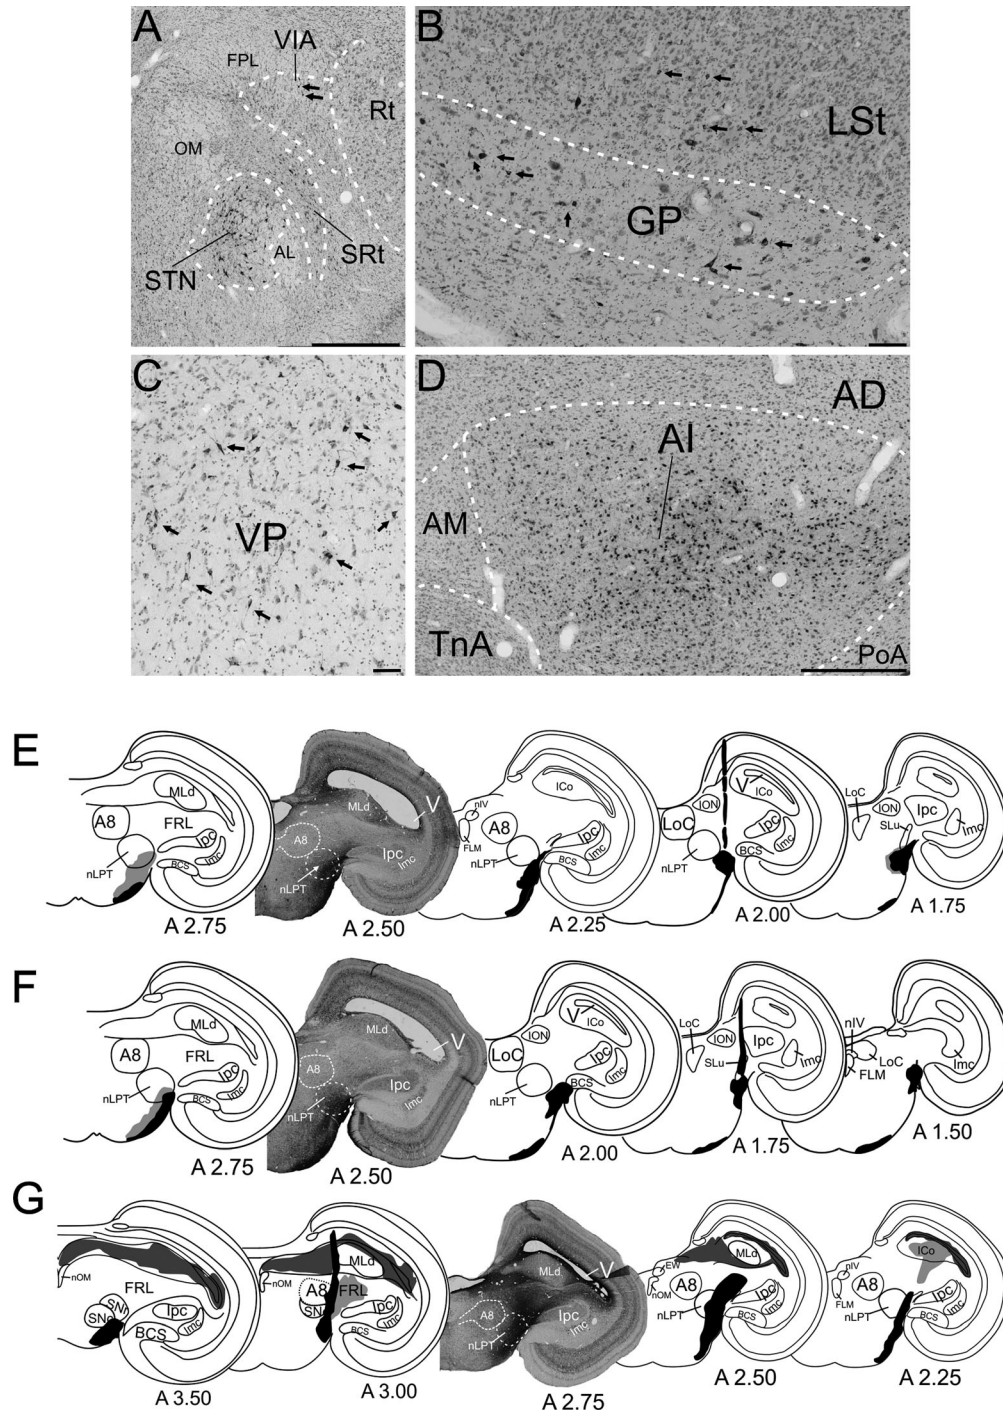 A
VIA
FPL
Rt
OM
STN
AL
SRt
B
LSt
GP
C
VP
D
AD
AI
AM
TnA
PoA
E
MLd
A8
FRL
Ipc
Imc
nLPT
BCS
A 2.75
MLd
V
A8
Ipc
Imc
nLPT
A 2.50
nIV
ICo
A8
FLM
Ipc
Imc
nLPT
BCS
A 2.25
V
ICo
ION
LoC
Ipc
Imc
nLPT
BCS
A 2.00
LoC
ION
Ipc
SLu
Imc
A 1.75
F
MLd
A8
FRL
Ipc
Imc
nLPT
BCS
A 2.75
MLd
V
A8
Ipc
Imc
nLPT
A 2.50
V
ICo
ION
LoC
Ipc
Imc
nLPT
BCS
A 2.00
LoC
ION
Ipc
SLu
Imc
A 1.75
nIV
LoC
FLM
Imc
A 1.50
G
nOM
FRL
SNr
SNc
Ipc
Imc
BCS
A 3.50
nOM
MLd
A8
FRL
SNr
Ipc
Imc
BCS
A 3.00
MLd
V
A8
Ipc
Imc
nLPT
A 2.75
EW
nOM
MLd
A8
nLPT
Ipc
Imc
BCS
A 2.50
nIV
ICo
A8
FLM
nLPT
Ipc
Imc
BCS
A 2.25